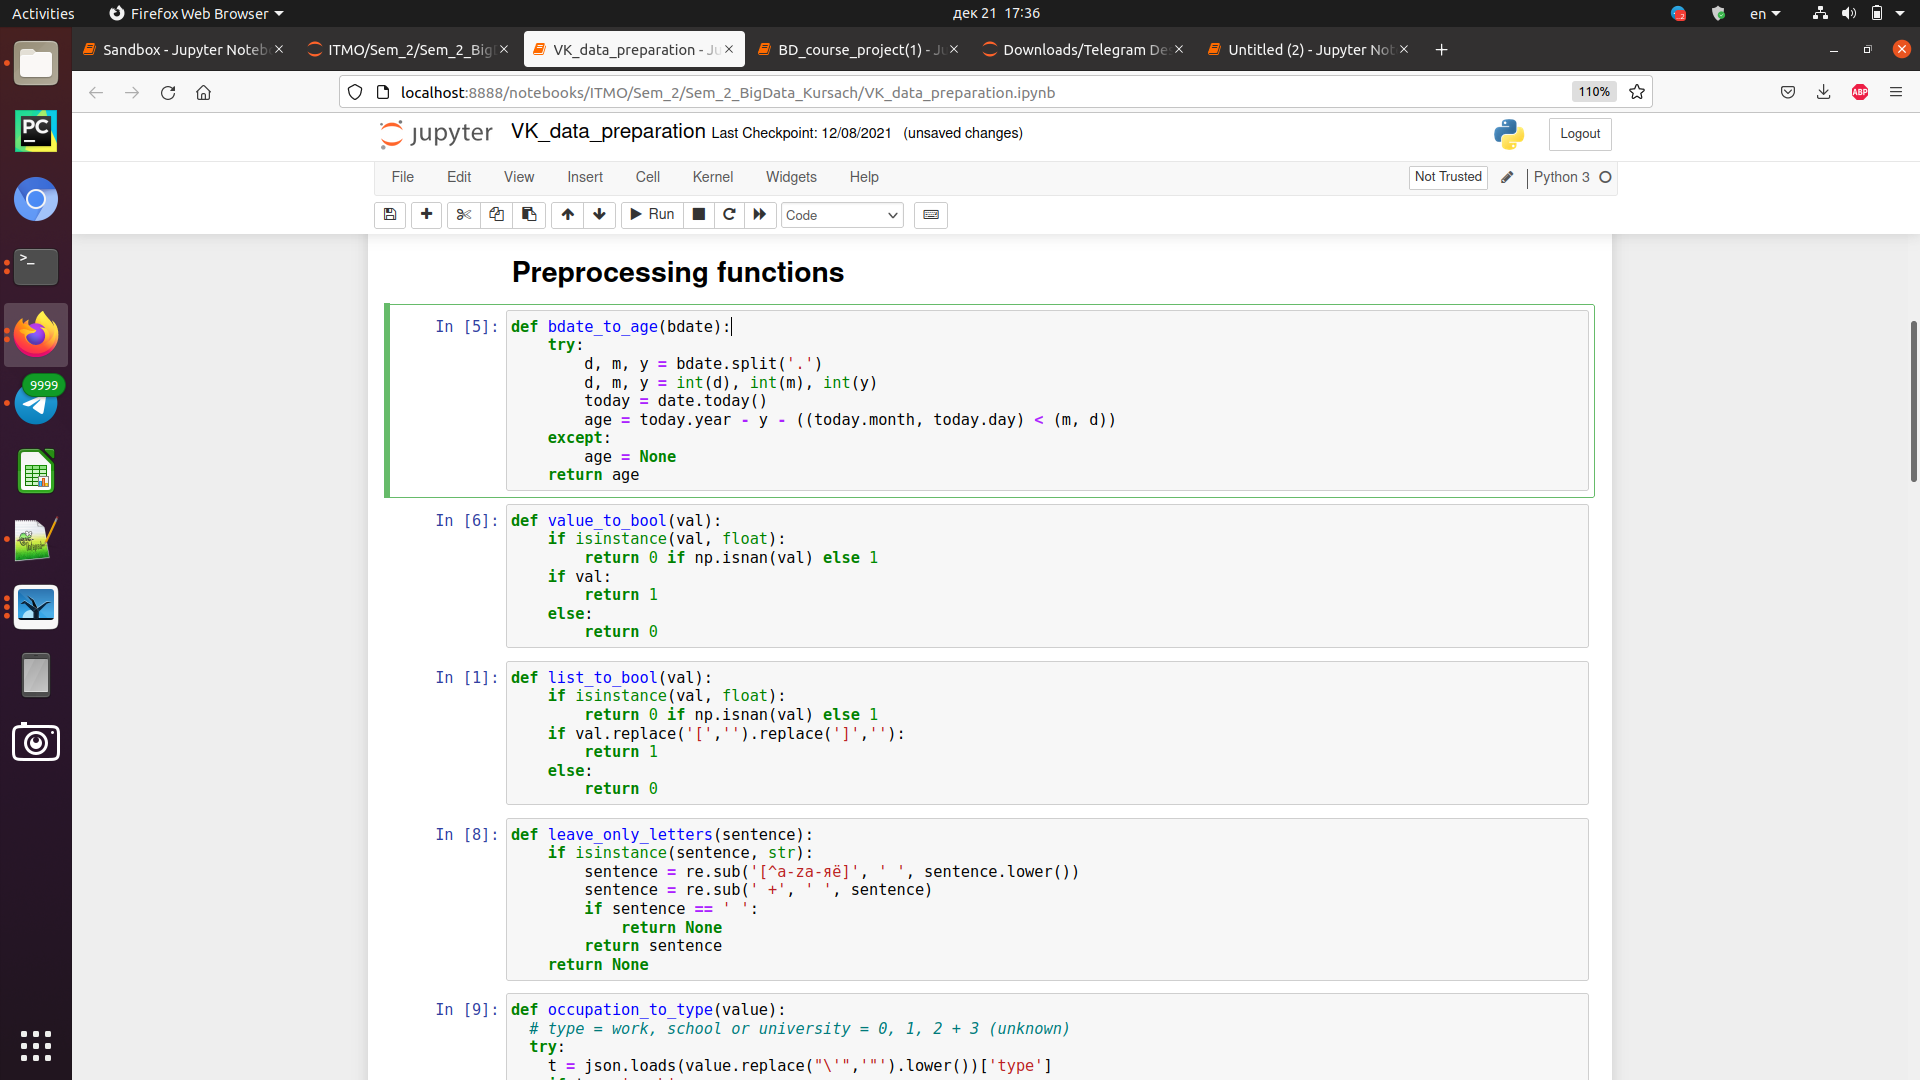 Activities
Firefox Web Browser
дек 21 17:36
en
Sandbox - Jupyter Noteb
ITMO/Sem_2/Sem_2_Big
VK_data_preparation - Ju
BD_course_project(1) - Ju
Downloads/Telegram De
Untitled (2) - Jupyter Not
localhost:8888/notebooks/ITMO/Sem_2/Sem_2_BigData_Kursach/VK_data_preparation.ipynb
110%
ABP
jupyter
VK_data_preparation Last Checkpoint: 12/08/2021 (unsaved changes)
Logout
File Edit View Insert Cell Kernel Widgets Help
Not Trusted
Python 3
Run
Code
PC
>_
9999
Preprocessing functions
In [5]: def bdate_to_age(bdate):
    try:
        d, m, y = bdate.split('.')
        d, m, y = int(d), int(m), int(y)
        today = date.today()
        age = today.year - y - ((today.month, today.day) < (m, d))
    except:
        age = None
    return age
In [6]: def value_to_bool(val):
    if isinstance(val, float):
        return 0 if np.isnan(val) else 1
    if val:
        return 1
    else:
        return 0
In [1]: def list_to_bool(val):
    if isinstance(val, float):
        return 0 if np.isnan(val) else 1
    if val.replace('[','').replace(']',''):
        return 1
    else:
        return 0
In [8]: def leave_only_letters(sentence):
    if isinstance(sentence, str):
        sentence = re.sub('[^a-zа-яё]', ' ', sentence.lower())
        sentence = re.sub(' +', ' ', sentence)
        if sentence == ' ':
            return None
        return sentence
    return None
In [9]: def occupation_to_type(value):
  # type = work, school or university = 0, 1, 2 + 3 (unknown)
  try:
    t = json.loads(value.replace("\'",'"').lower())['type']